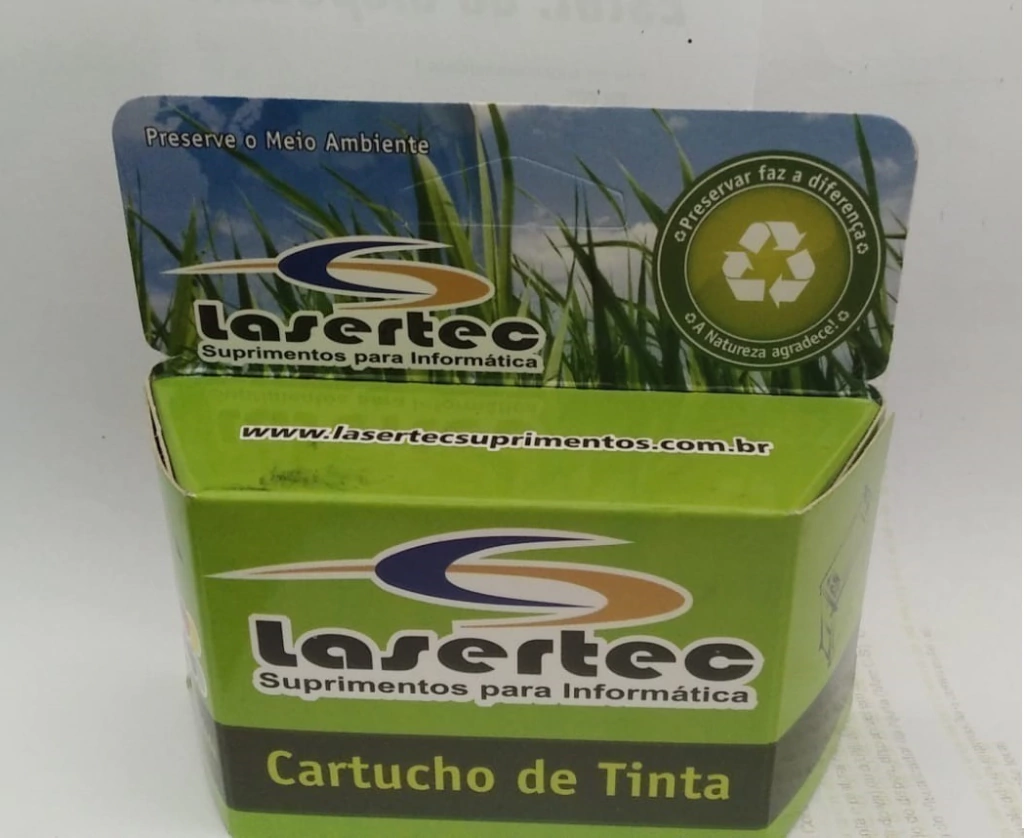 Preserve o Meio Ambiente
Preservar faz a diferença
A Natureza agradece!
Lasertec
Suprimentos para Informática
www.lasertecsuprimentos.com.br
Lasertec
Suprimentos para Informática
Cartucho de Tinta